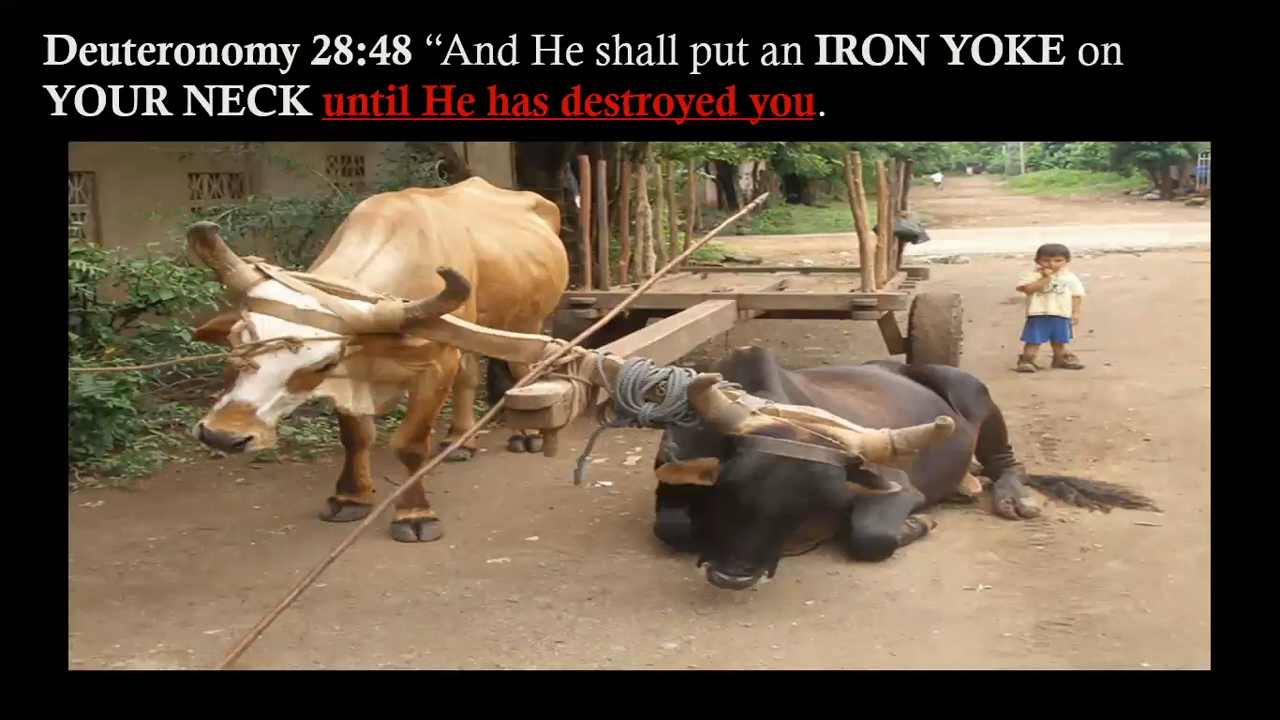 Deuteronomy 28:48 “And He shall put an IRON YOKE on
YOUR NECK until He has destroyed you.